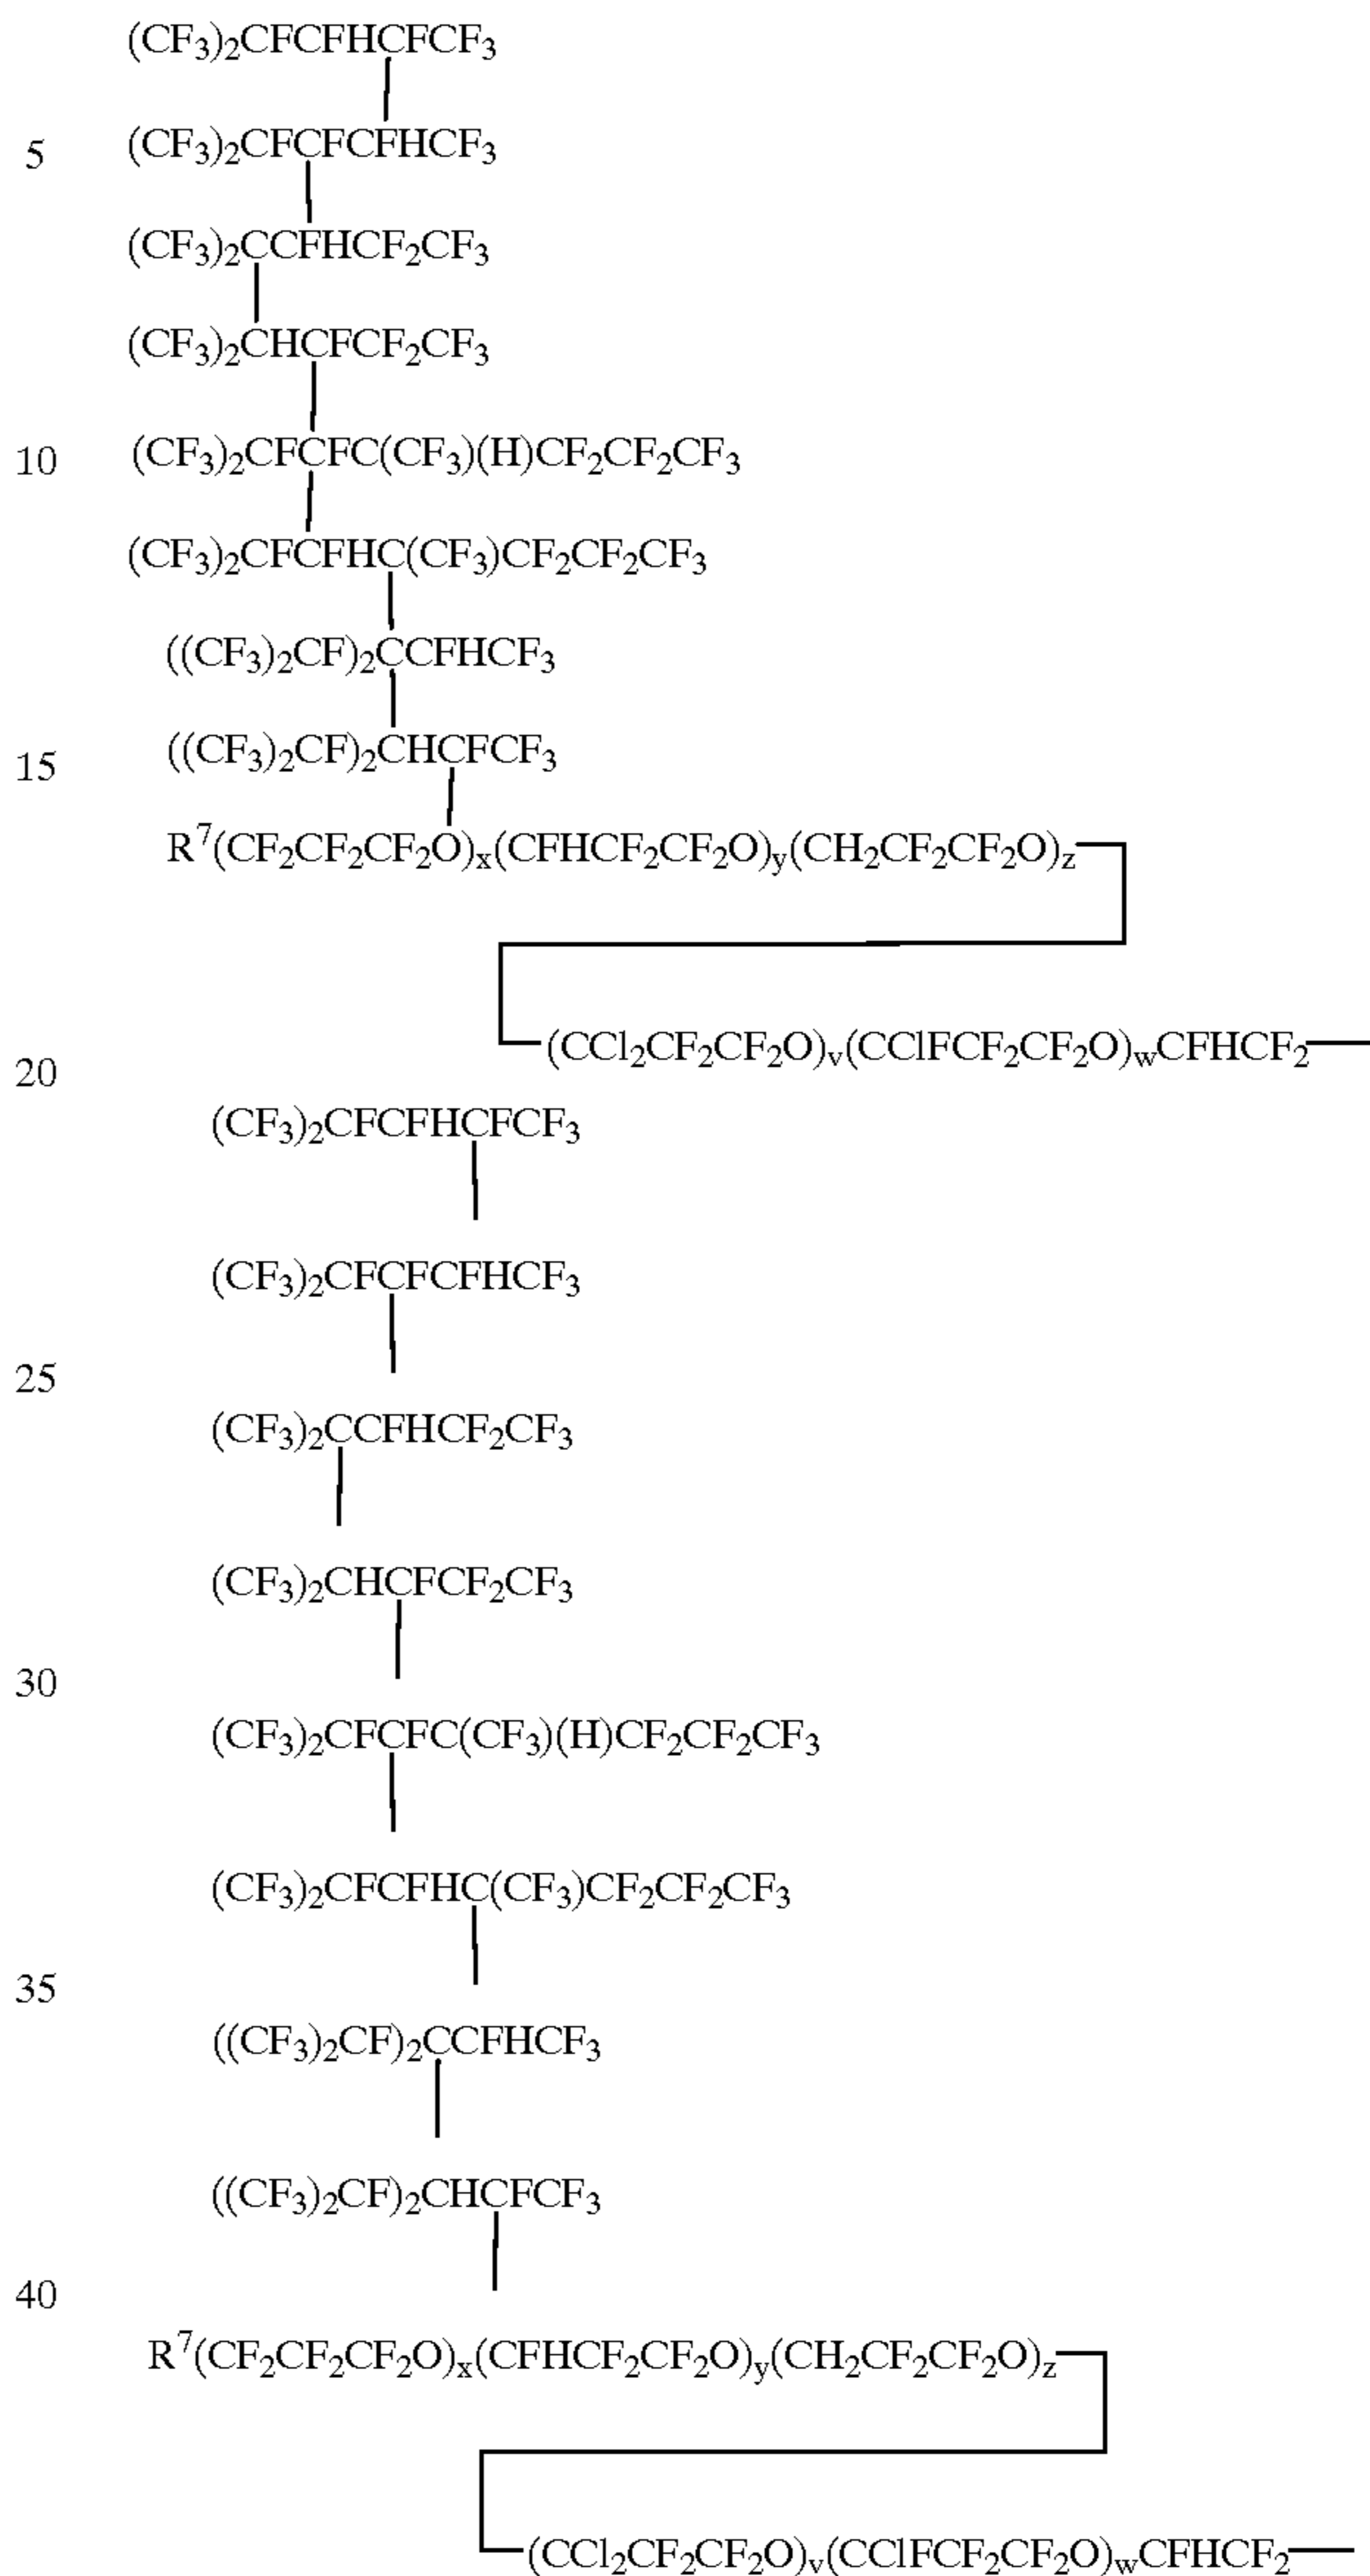 (CF3)2CFCFHCFCF3
5 (CF3)2CFCFCFHCF3
(CF3)2CCFHCF2CF3
(CF3)2CHCFCF2CF3
10 (CF3)2CFCFC(CF3)(H)CF2CF2CF3
(CF3)2CFCFHC(CF3)CF2CF2CF3
((CF3)2CF)2CCFHCF3
15 ((CF3)2CF)2CHCFCF3
R7(CF2CF2CF2O)x(CFHCF2CF2O)y(CH2CF2CF2O)z
(CCl2CF2CF2O)v(CClFCF2CF2O)wCFHCF2
20
(CF3)2CFCFHCFCF3
(CF3)2CFCFCFHCF3
25
(CF3)2CCFHCF2CF3
(CF3)2CHCFCF2CF3
30
(CF3)2CFCFC(CF3)(H)CF2CF2CF3
(CF3)2CFCFHC(CF3)CF2CF2CF3
35
((CF3)2CF)2CCFHCF3
((CF3)2CF)2CHCFCF3
40
R7(CF2CF2CF2O)x(CFHCF2CF2O)y(CH2CF2CF2O)z
(CCl2CF2CF2O)v(CClFCF2CF2O)wCFHCF2